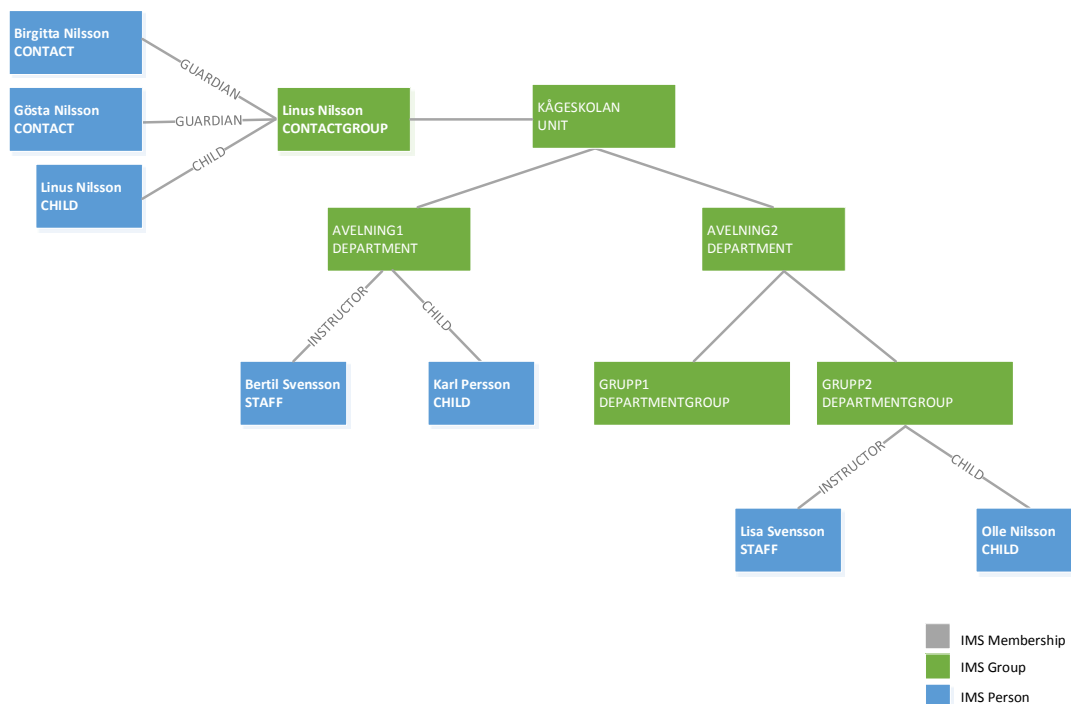 Birgitta Nilsson
CONTACT
GUARDIAN
Gösta Nilsson
CONTACT
GUARDIAN
Linus Nilsson
CHILD
CHILD
Linus Nilsson
CONTACTGROUP
KÅGESKOLAN
UNIT
AVELNING1
DEPARTMENT
AVELNING2
DEPARTMENT
INSTRUCTOR
CHILD
Bertil Svensson
STAFF
Karl Persson
CHILD
GRUPP1
DEPARTMENTGROUP
GRUPP2
DEPARTMENTGROUP
INSTRUCTOR
CHILD
Lisa Svensson
STAFF
Olle Nilsson
CHILD
IMS Membership
IMS Group
IMS Person